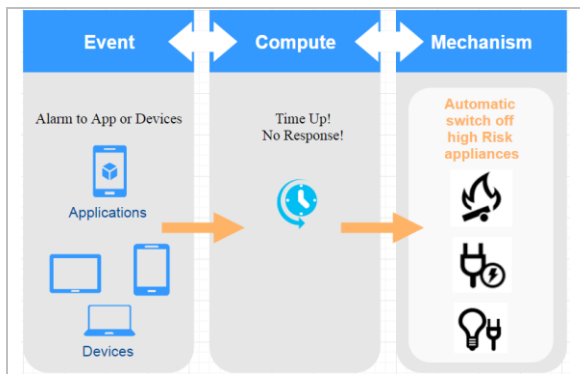 Event
Compute
Mechanism
Alarm to App or Devices
Applications
Devices
Time Up!
No Response!
Automatic
switch off
high Risk
appliances